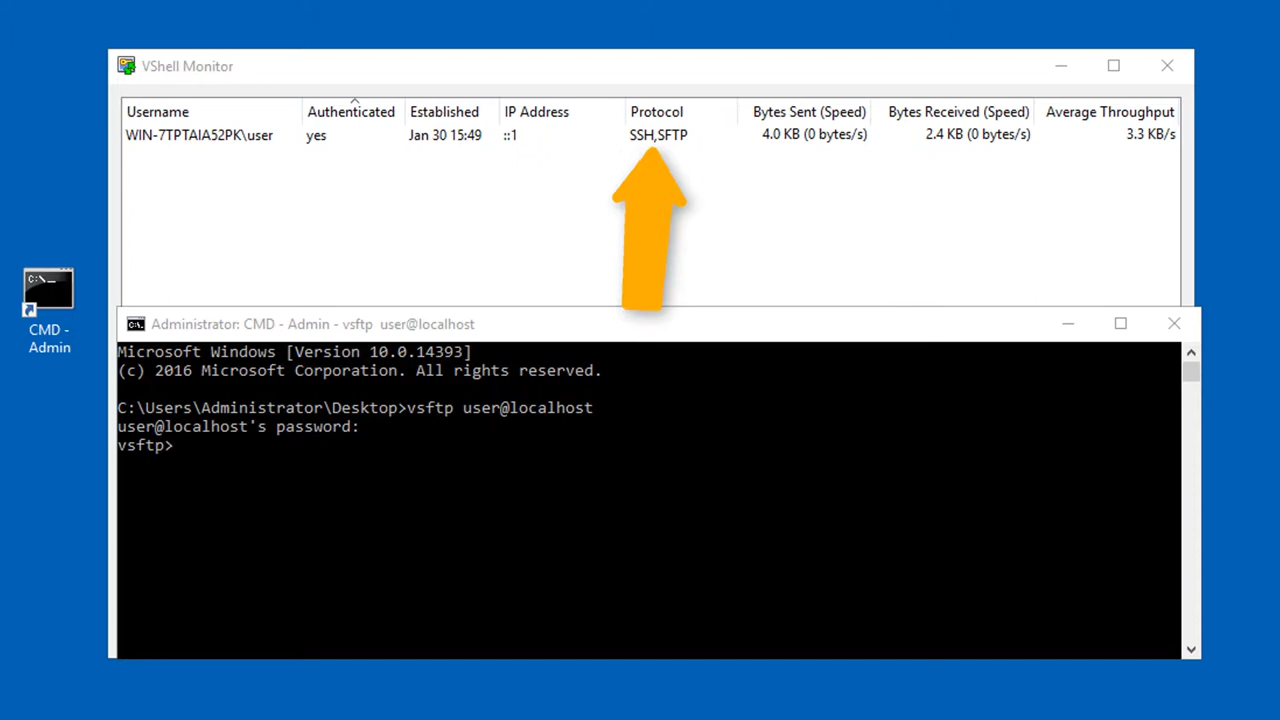 VShell Monitor
Username Authenticated Established IP Address Protocol Bytes Sent (Speed) Bytes Received (Speed) Average Throughput
WIN-7TPTAIA52PK\user yes Jan 30 15:49 ::1 SSH,SFTP 4.0 KB (0 bytes/s) 2.4 KB (0 bytes/s) 3.3 KB/s
C:\_
CMD -
Admin
C:\. Administrator: CMD - Admin - vsftp user@localhost
Microsoft Windows [Version 10.0.14393]
(c) 2016 Microsoft Corporation. All rights reserved.
C:\Users\Administrator\Desktop>vsftp user@localhost
user@localhost's password:
vsftp>